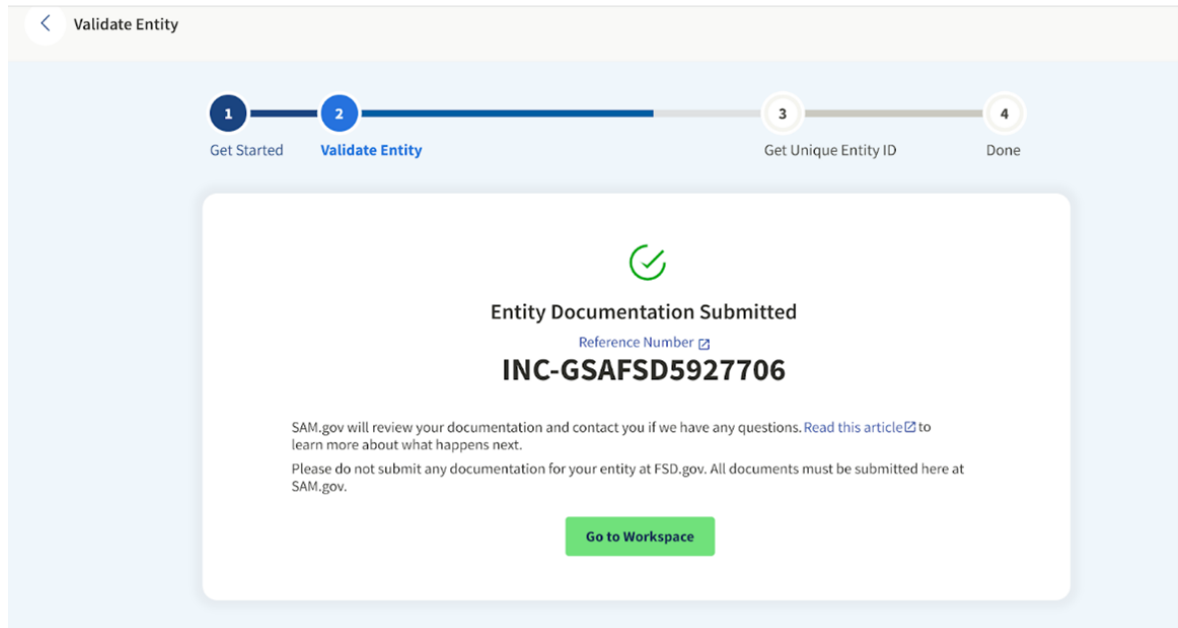 Validate Entity
1
2
3
4
Get Started
Validate Entity
Get Unique Entity ID
Done
Entity Documentation Submitted
Reference Number
INC-GSAFSD5927706
SAM.gov will review your documentation and contact you if we have any questions. Read this article to
learn more about what happens next.
Please do not submit any documentation for your entity at FSD.gov. All documents must be submitted here at
SAM.gov.
Go to Workspace